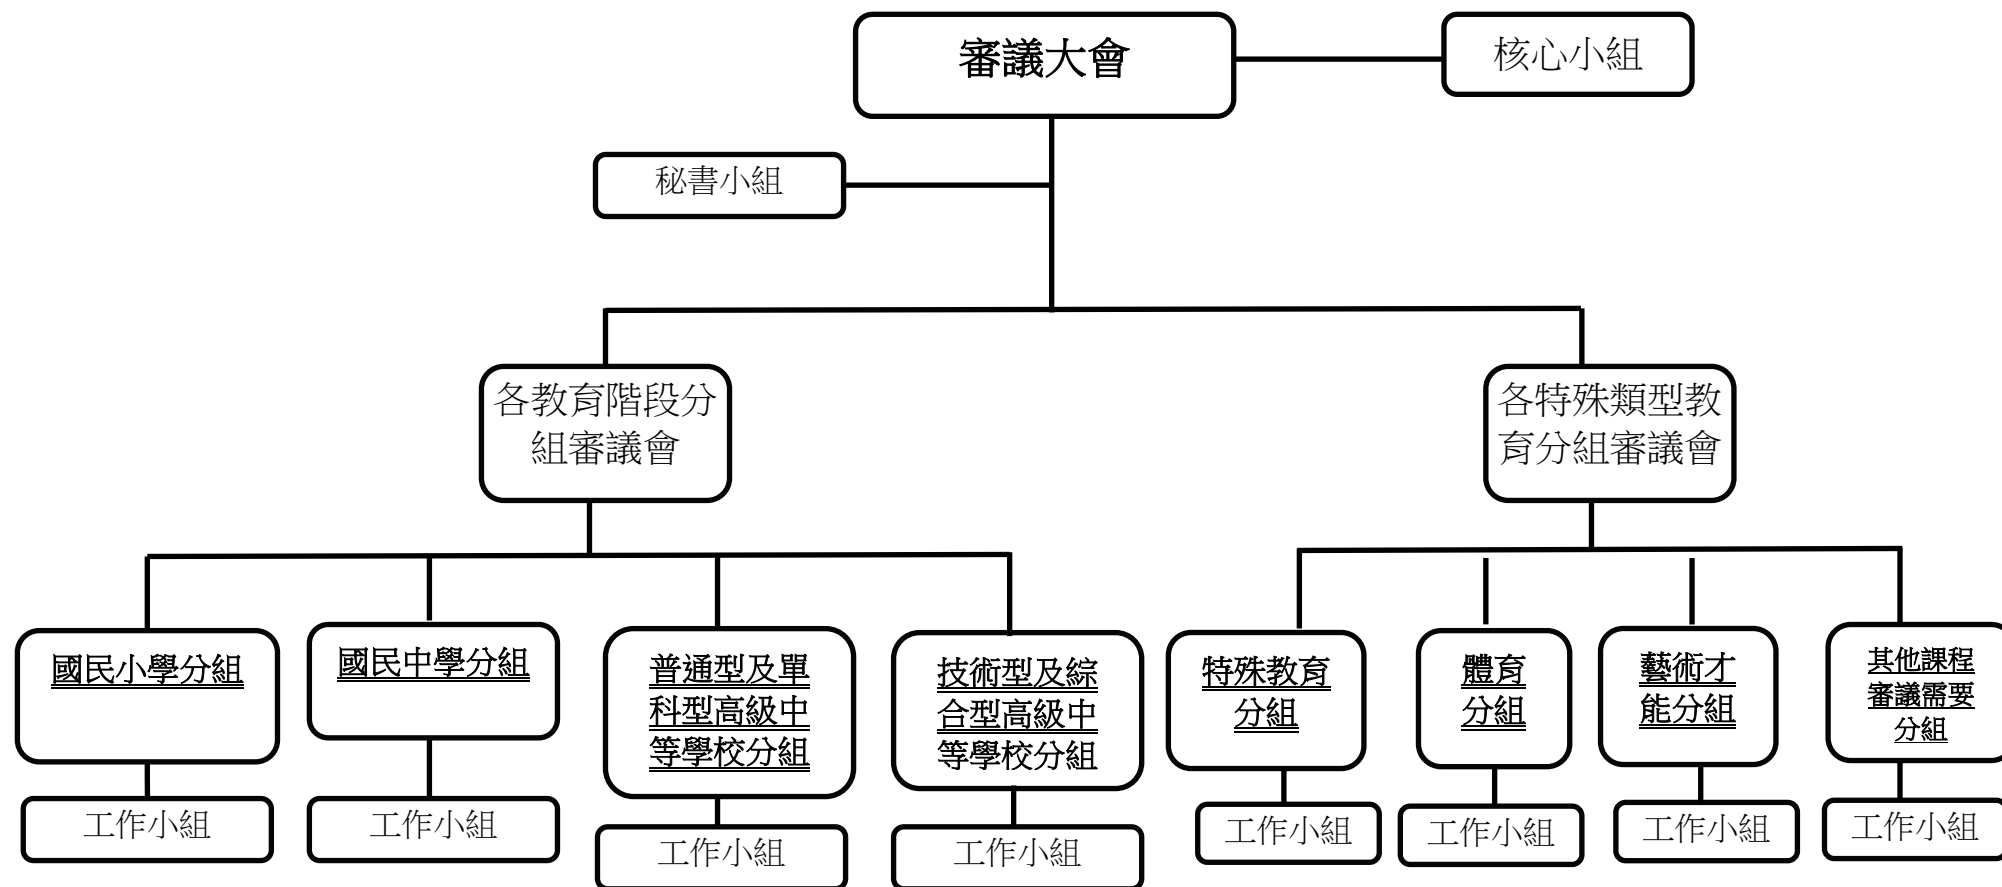 審議大會
核心小組
秘書小組
各教育階段分
組審議會
各特殊類型教
育分組審議會
國民小學分組
國民中學分組
普通型及單
科型高級中
等學校分組
技術型及綜
合型高級中
等學校分組
特殊教育
分組
體育
分組
藝術才
能分組
其他課程
審議需要
分組
工作小組
工作小組
工作小組
工作小組
工作小組
工作小組
工作小組
工作小組